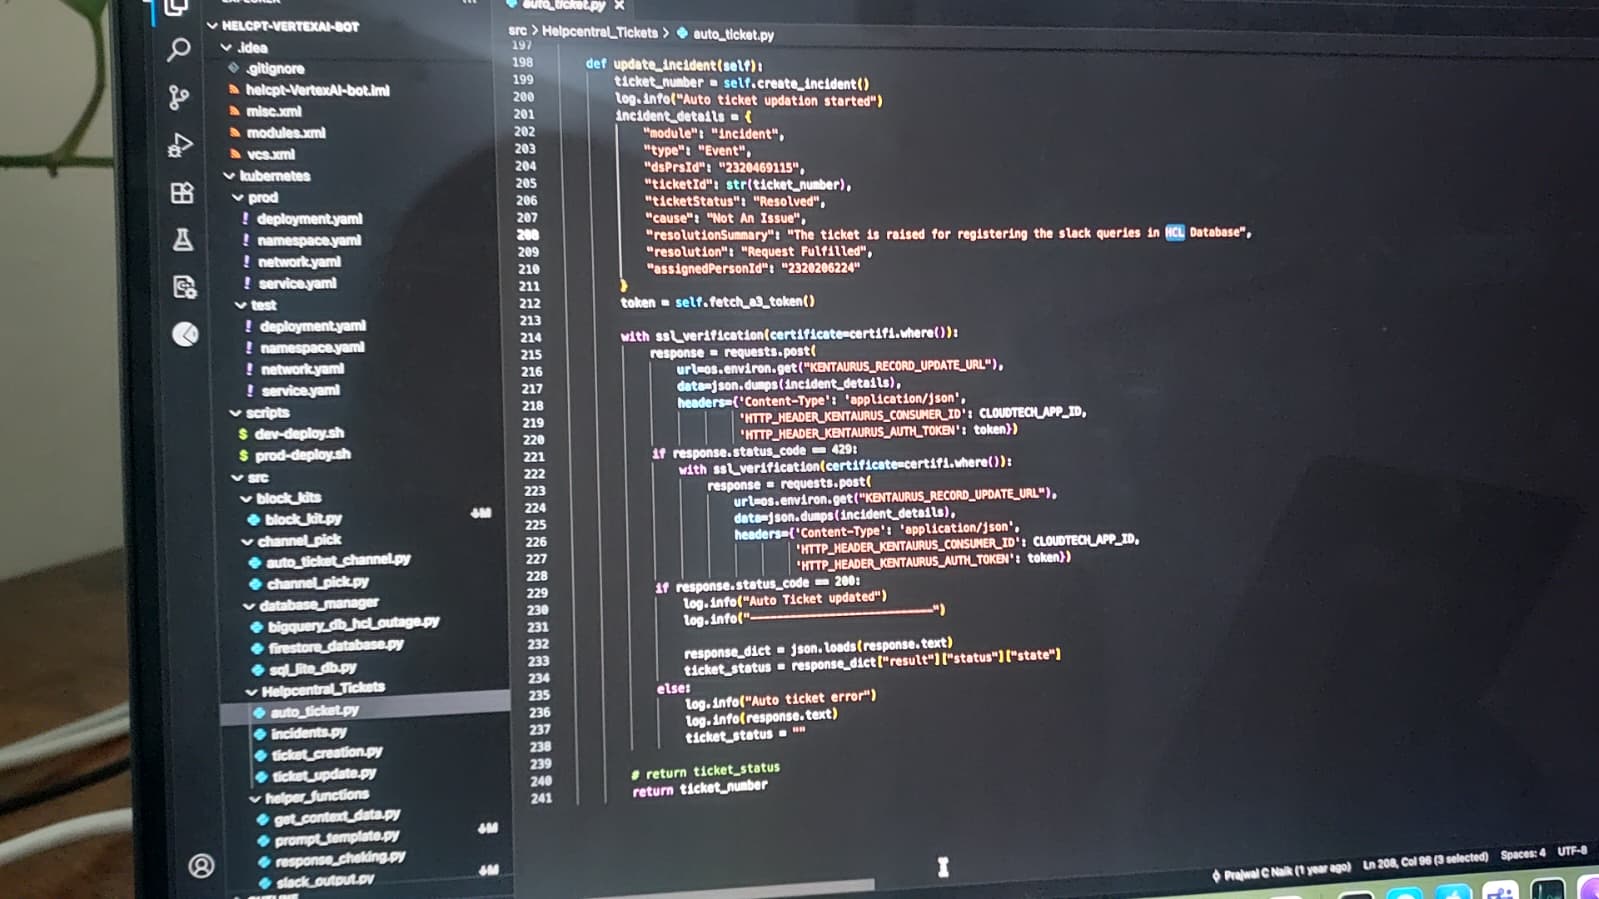 auto_ticket.py ×
HELCPT-VERTEXAI-BOT
.idea
.gitignore
helcpt-VertexAI-bot.iml
misc.xml
modules.xml
vcs.xml
kubernetes
prod
! deployment.yaml
! namespace.yaml
! network.yaml
! service.yaml
test
! deployment.yaml
! namespace.yaml
! network.yaml
! service.yaml
scripts
$ dev-deploy.sh
$ prod-deploy.sh
src
block_kits
block_kit.py
channel_pick
auto_ticket_channel.py
channel_pick.py
database_manager
bigquery_db_hcl_outage.py
firestore_database.py
sql_lite_db.py
Helpcentral_Tickets
auto_ticket.py
incidents.py
ticket_creation.py
ticket_update.py
helper_functions
get_context_data.py
prompt_template.py
response_cheking.py
slack_output.py
src > Helpcentral_Tickets > auto_ticket.py
197
198 def update_incident(self):
199 ticket_number = self.create_incident()
200 log.info("Auto ticket updation started")
201 incident_details = {
202 "module": "incident",
203 "type": "Event",
204 "dsPrsId": "2320469115",
205 "ticketId": str(ticket_number),
206 "ticketStatus": "Resolved",
207 "cause": "Not An Issue",
208 "resolutionSummary": "The ticket is raised for registering the slack queries in HCL Database",
209 "resolution": "Request Fulfilled",
210 "assignedPersonId": "2320206224"
211 }
212 token = self.fetch_a3_token()
213
214 with ssl_verification(certificate=certifi.where()):
215 response = requests.post(
216 url=os.environ.get("KENTAURUS_RECORD_UPDATE_URL"),
217 data=json.dumps(incident_details),
218 headers={'Content-Type': 'application/json',
219 'HTTP_HEADER_KENTAURUS_CONSUMER_ID': CLOUDTECH_APP_ID,
220 'HTTP_HEADER_KENTAURUS_AUTH_TOKEN': token})
221 if response.status_code == 429:
222 with ssl_verification(certificate=certifi.where()):
223 response = requests.post(
224 url=os.environ.get("KENTAURUS_RECORD_UPDATE_URL"),
225 data=json.dumps(incident_details),
226 headers={'Content-Type': 'application/json',
227 'HTTP_HEADER_KENTAURUS_CONSUMER_ID': CLOUDTECH_APP_ID,
228 'HTTP_HEADER_KENTAURUS_AUTH_TOKEN': token})
229 if response.status_code == 200:
230 log.info("Auto Ticket updated")
231 log.info("------------------------------")
232
233 response_dict = json.loads(response.text)
234 ticket_status = response_dict["result"]["status"]["state"]
235 else:
236 log.info("Auto ticket error")
237 log.info(response.text)
238 ticket_status = ""
239
240 # return ticket_status
241 return ticket_number
Prajwal C Naik (1 year ago) Ln 208, Col 96 (3 selected) Spaces: 4 UTF-8